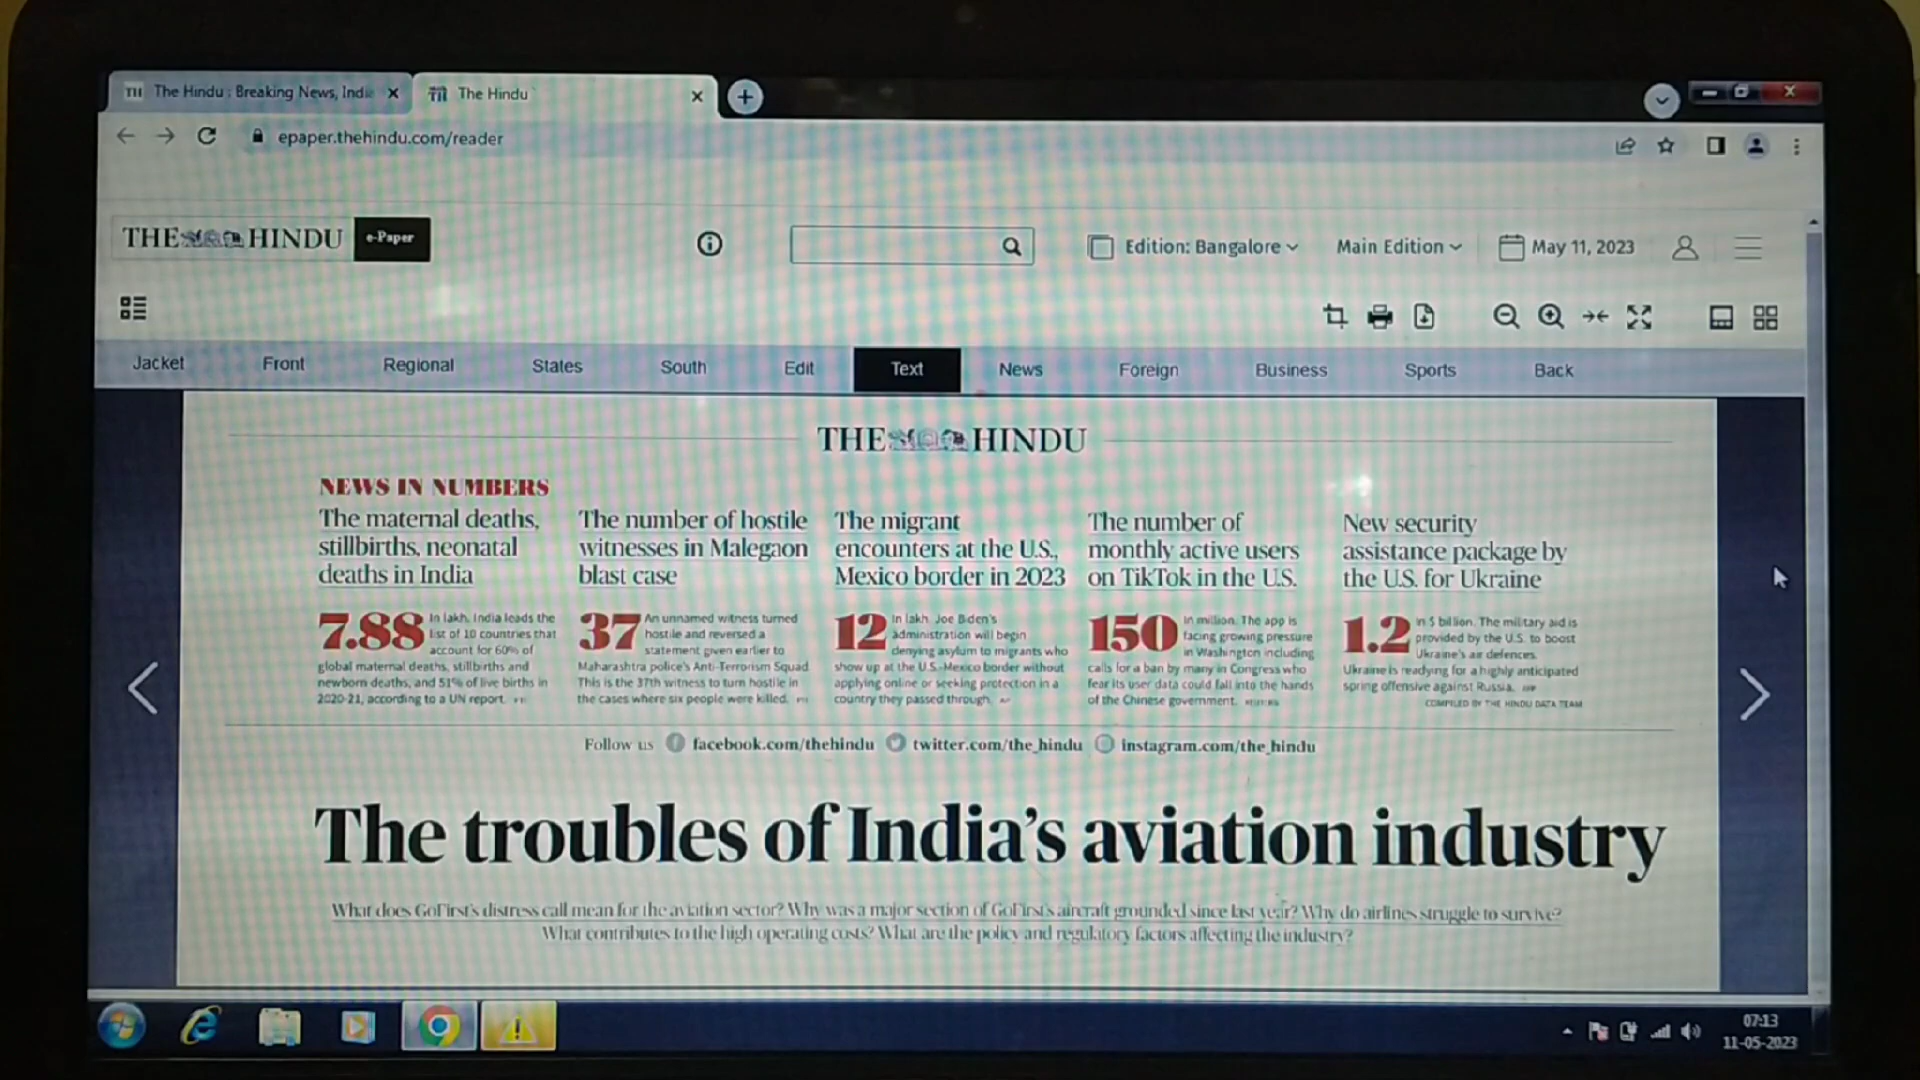 The Hindu : Breaking News, India
The Hindu
epaper.thehindu.com/reader
THE HINDU e-Paper
Edition: Bangalore
Main Edition
May 11, 2023
Jacket Front Regional States South Edit Text News Foreign Business Sports Back
THE HINDU
NEWS IN NUMBERS
The maternal deaths,
stillbirths, neonatal
deaths in India
7.88 In lakh. India leads the
list of 10 countries that
account for 60% of
global maternal deaths, stillbirths and
newborn deaths, and 51% of live births in
2020-21, according to a UN report.
The number of hostile
witnesses in Malegaon
blast case
37 An unnamed witness turned
hostile and reversed a
statement given earlier to
Maharashtra police's Anti-Terrorism Squad
This is the 37th witness to turn hostile in
the cases where six people were killed. PTI
The migrant
encounters at the U.S.,
Mexico border in 2023
12 In lakh. Joe Biden's
administration will begin
denying asylum to migrants who
show up at the U.S.-Mexico border without
applying online or seeking protection in a
country they passed through. AP
The number of
monthly active users
on TikTok in the U.S.
150 In million. The app is
facing growing pressure
in Washington including
calls for a ban by many in Congress who
fear its user data could fall into the hands
of the Chinese government. REUTERS
New security
assistance package by
the U.S. for Ukraine
1.2 In $ billion. The military aid is
provided by the U.S. to boost
Ukraine's air defences.
Ukraine is readying for a highly anticipated
spring offensive against Russia.
COMPILED BY THE HINDU DATA TEAM
Follow us facebook.com/thehindu twitter.com/the_hindu instagram.com/the_hindu
The troubles of India's aviation industry
What does GoFirst's distress call mean for the aviation sector? Why was a major section of GoFirst's aircraft grounded since last year? Why do airlines struggle to survive?
What contributes to the high operating costs? What are the policy and regulatory factors affecting the industry?
07:13
11-05-2023